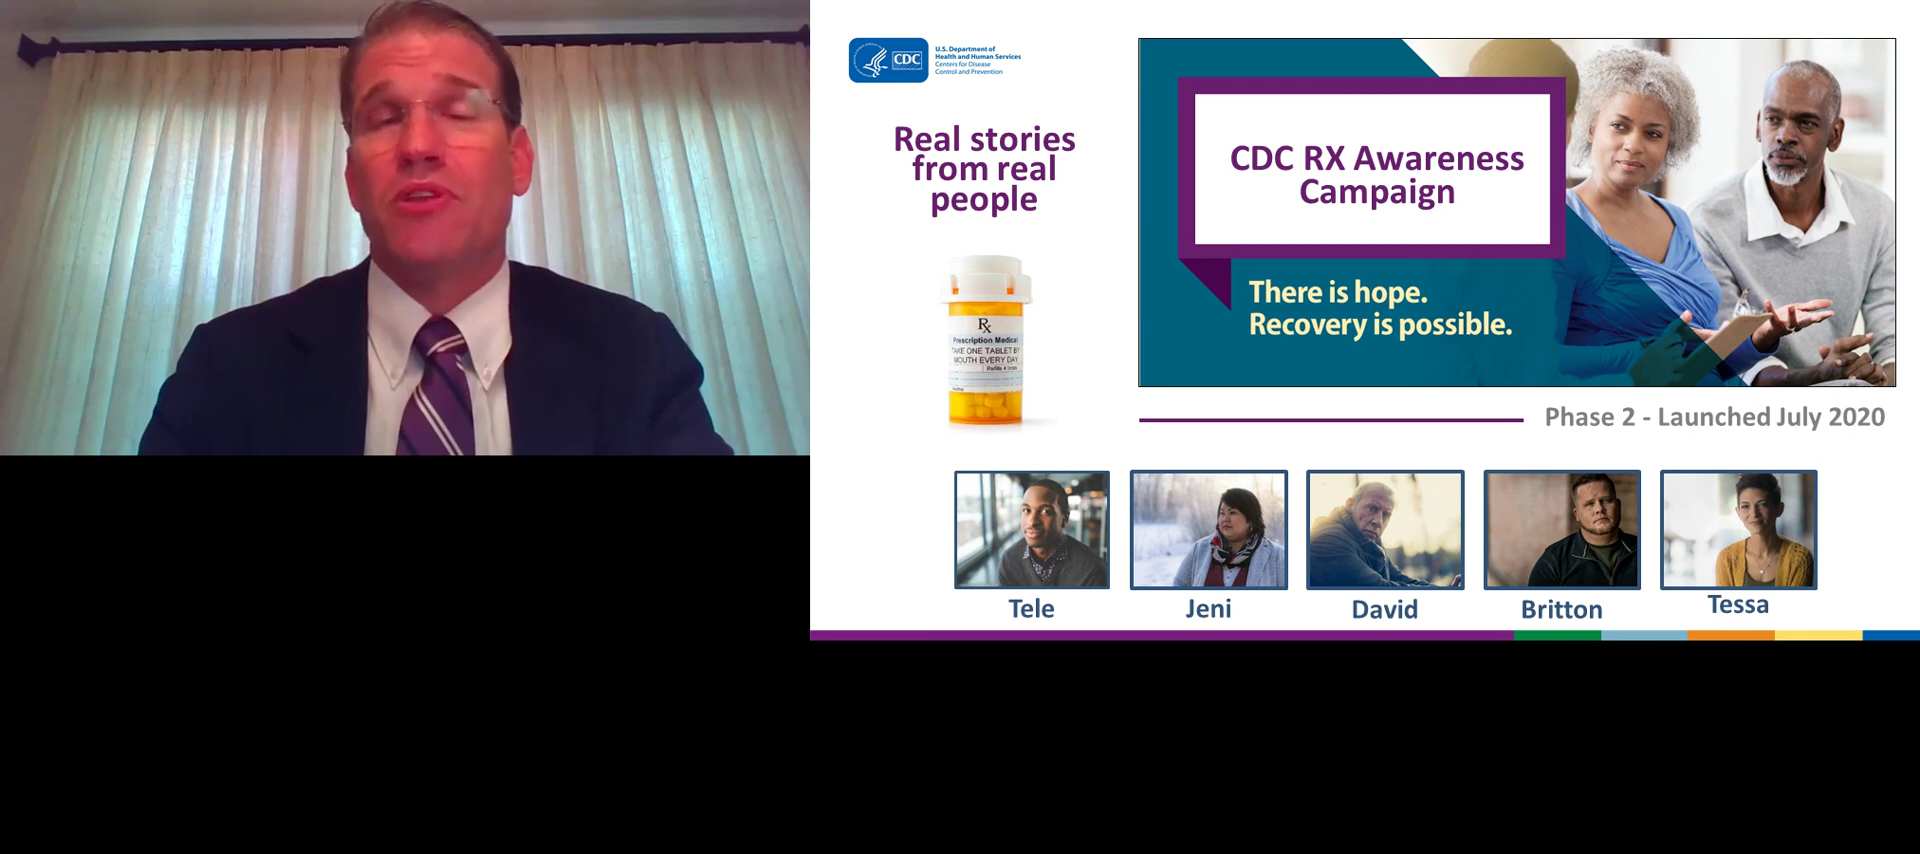 CDC
U.S. Department of
Health and Human Services
Centers for Disease
Control and Prevention
Real stories
from real
people
Rx
Prescription Medical
TAKE ONE TABLET BY
MOUTH EVERY DAY
Refills
CDC RX Awareness
Campaign
There is hope.
Recovery is possible.
Phase 2 - Launched July 2020
Tele
Jeni
David
Britton
Tessa